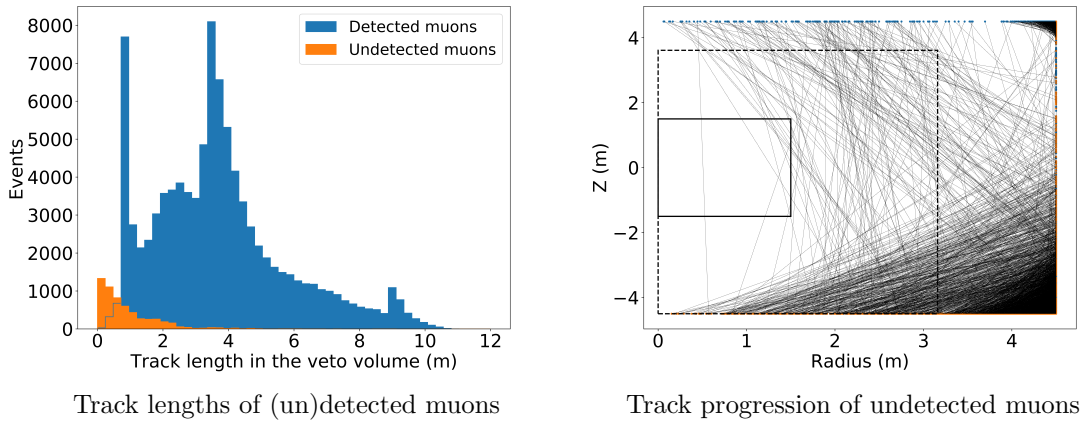 Detected muons
Undetected muons
8000
7000
6000
5000
4000
3000
2000
1000
0
Events
0 2 4 6 8 10 12
Track length in the veto volume (m)
Track lengths of (un)detected muons
4
2
0
−2
−4
Z (m)
0 1 2 3 4
Radius (m)
Track progression of undetected muons